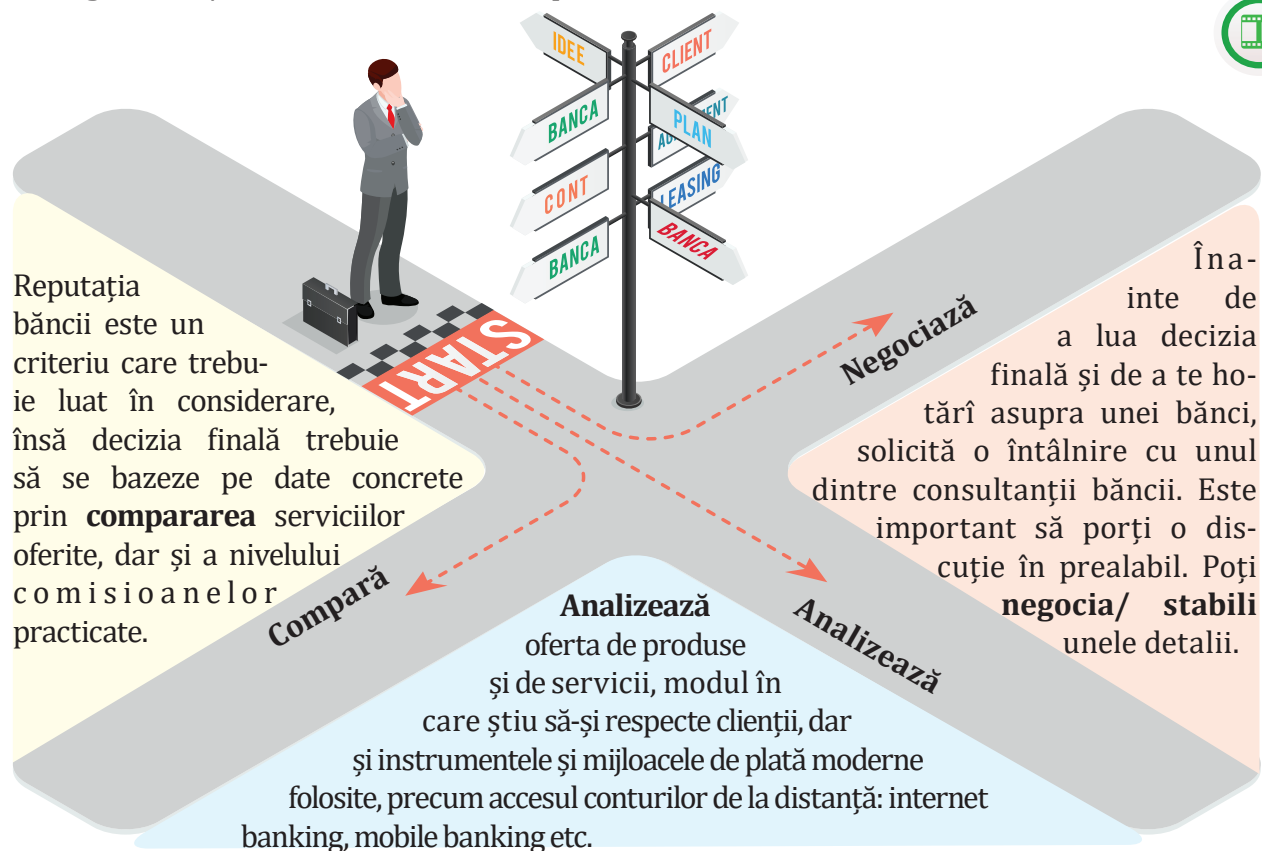 IDEE
CLIENT
BANCA
PLAN
CONT
LEASING
BANCA
BANCA
START
Reputația
băncii este un
criteriu care trebu-
ie luat în considerare,
însă decizia finală trebuie
să se bazeze pe date concrete
prin compararea serviciilor
oferite, dar și a nivelului
comisioanelor
practicate.
Compară
Analizează
oferta de produse
și de servicii, modul în
care știu să-și respecte clienții, dar
și instrumentele și mijloacele de plată moderne
folosite, precum accesul conturilor de la distanță: internet
banking, mobile banking etc.
Analizează
Negociază
Îna-
inte de
a lua decizia
finală și de a te ho-
tărî asupra unei bănci,
solicită o întâlnire cu unul
dintre consultanții băncii. Este
important să porți o dis-
cuție în prealabil. Poți
negocia/ stabili
unele detalii.